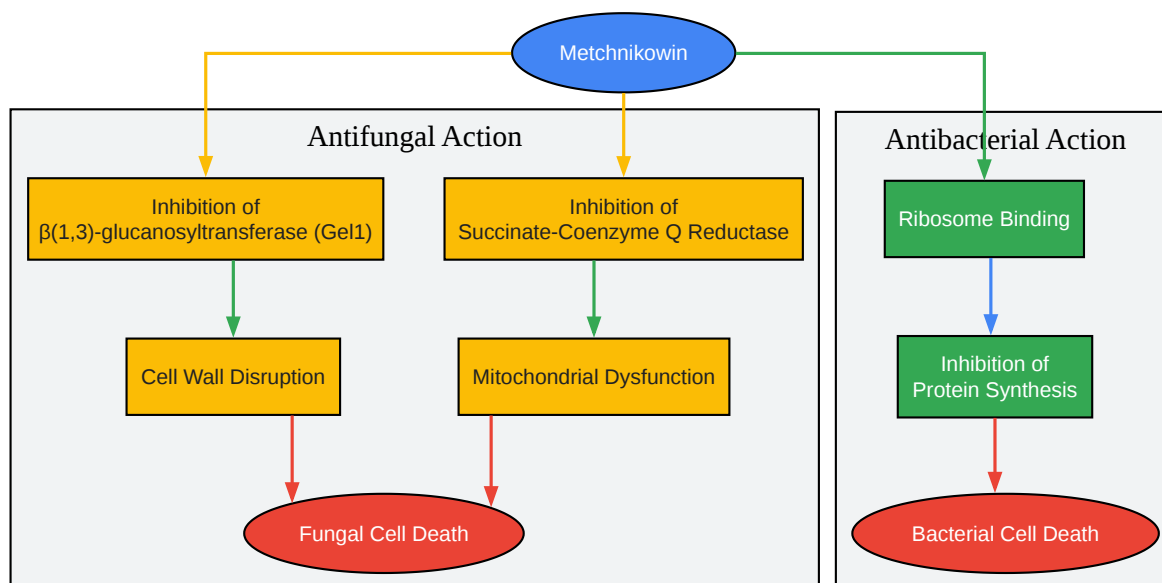 Metchnikowin
Antifungal Action
Antibacterial Action
Inhibition of
β(1,3)-glucanosyltransferase (Gel1)
Inhibition of
Succinate-Coenzyme Q Reductase
Ribosome Binding
Cell Wall Disruption
Mitochondrial Dysfunction
Inhibition of
Protein Synthesis
Fungal Cell Death
Bacterial Cell Death